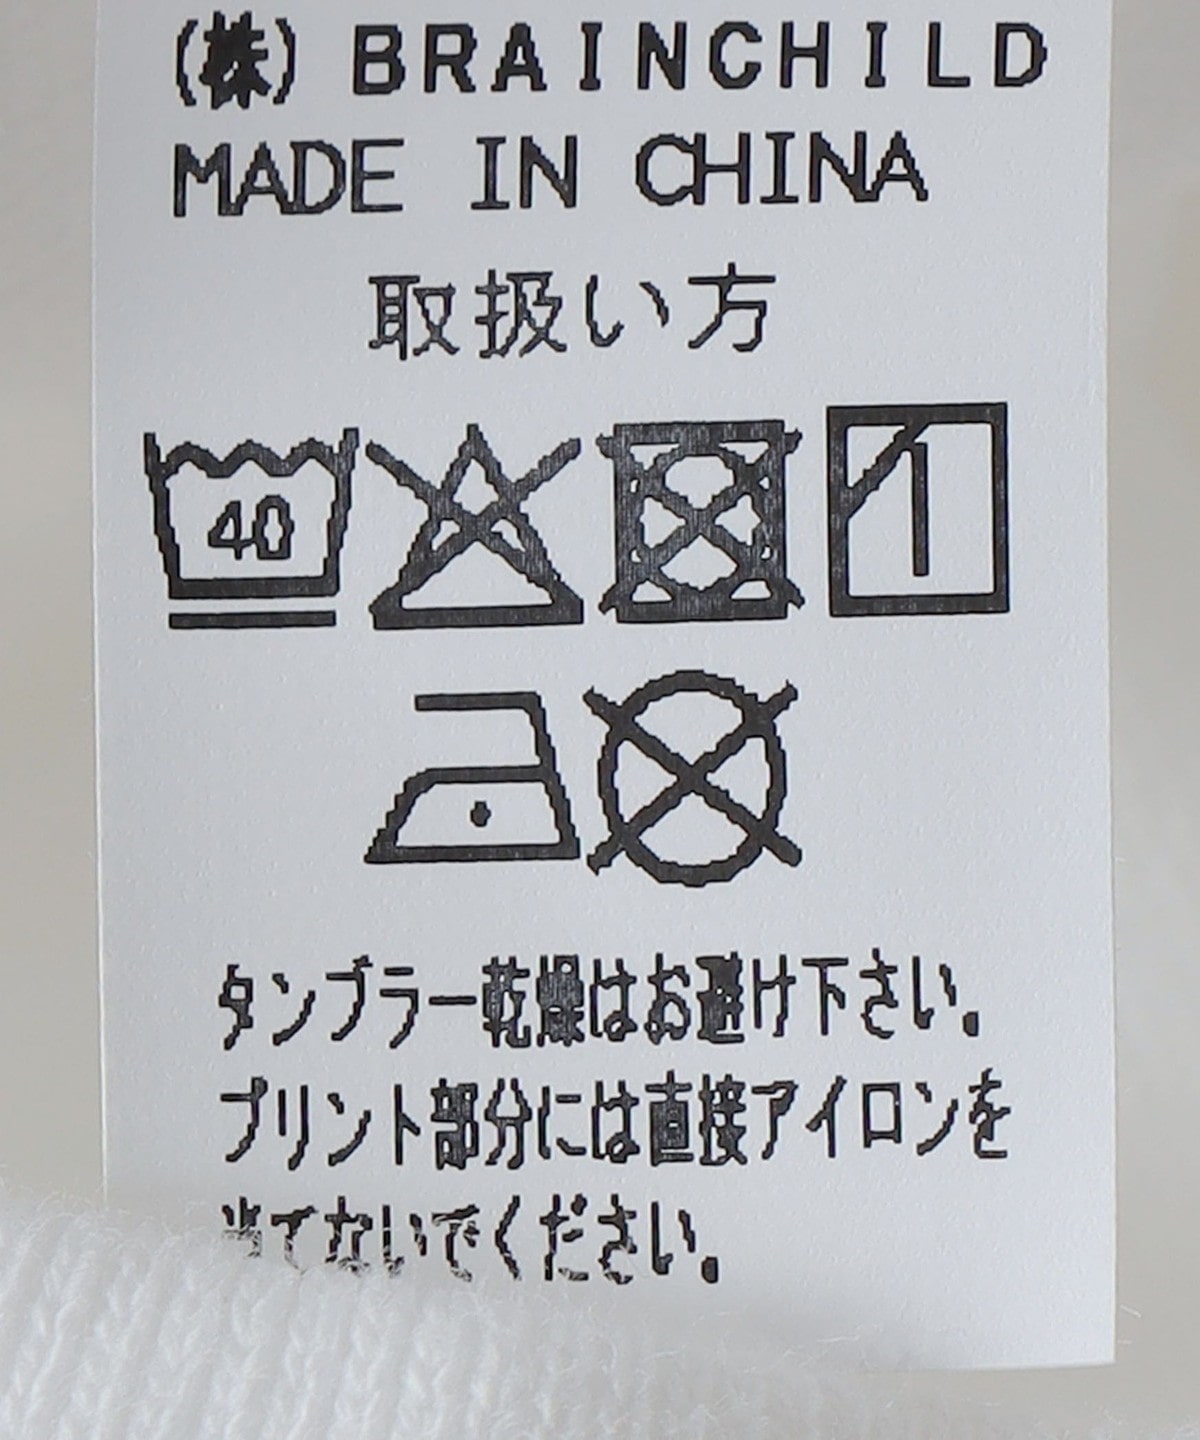 (株) BRAINCHILD
MADE IN CHINA
取扱い方
40
タンブラー乾燥はお避け下さい。
プリント部分には直接アイロンを
当てないでください。